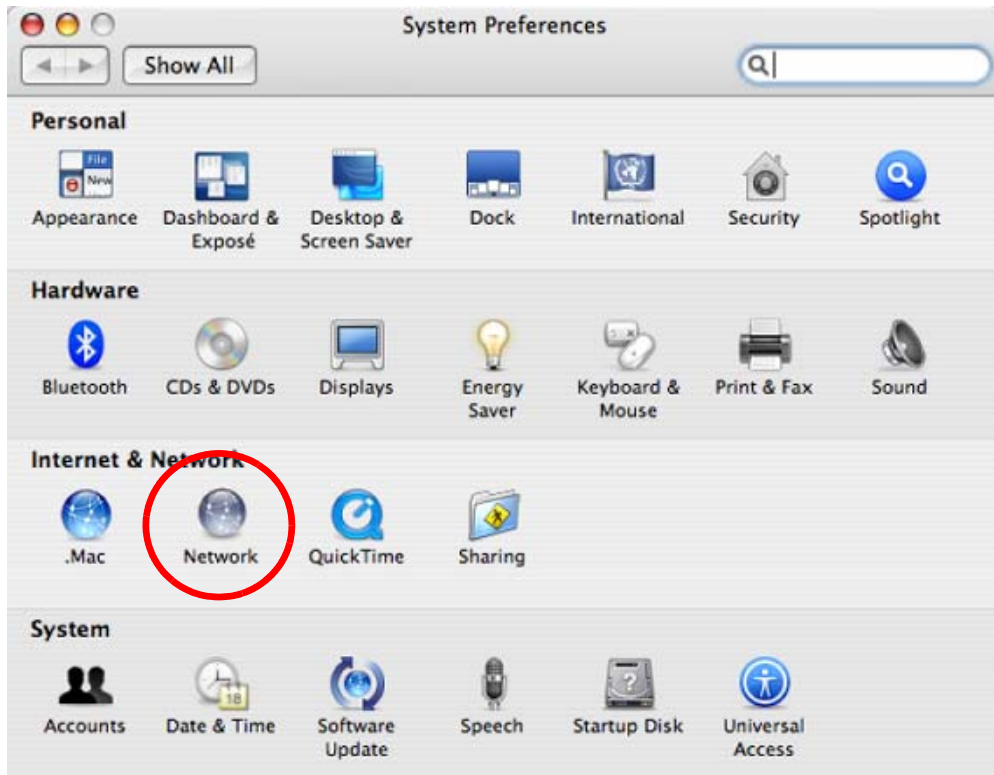 System Preferences
Show All
Personal
File
New
Appearance
Dashboard &
Exposé
Desktop &
Screen Saver
Dock
International
Security
Spotlight
Hardware
Bluetooth
CDs & DVDs
Displays
Energy
Saver
Keyboard &
Mouse
Print & Fax
Sound
Internet & Network
.Mac
Network
QuickTime
Sharing
System
18
?
Accounts
Date & Time
Software
Update
Speech
Startup Disk
Universal
Access